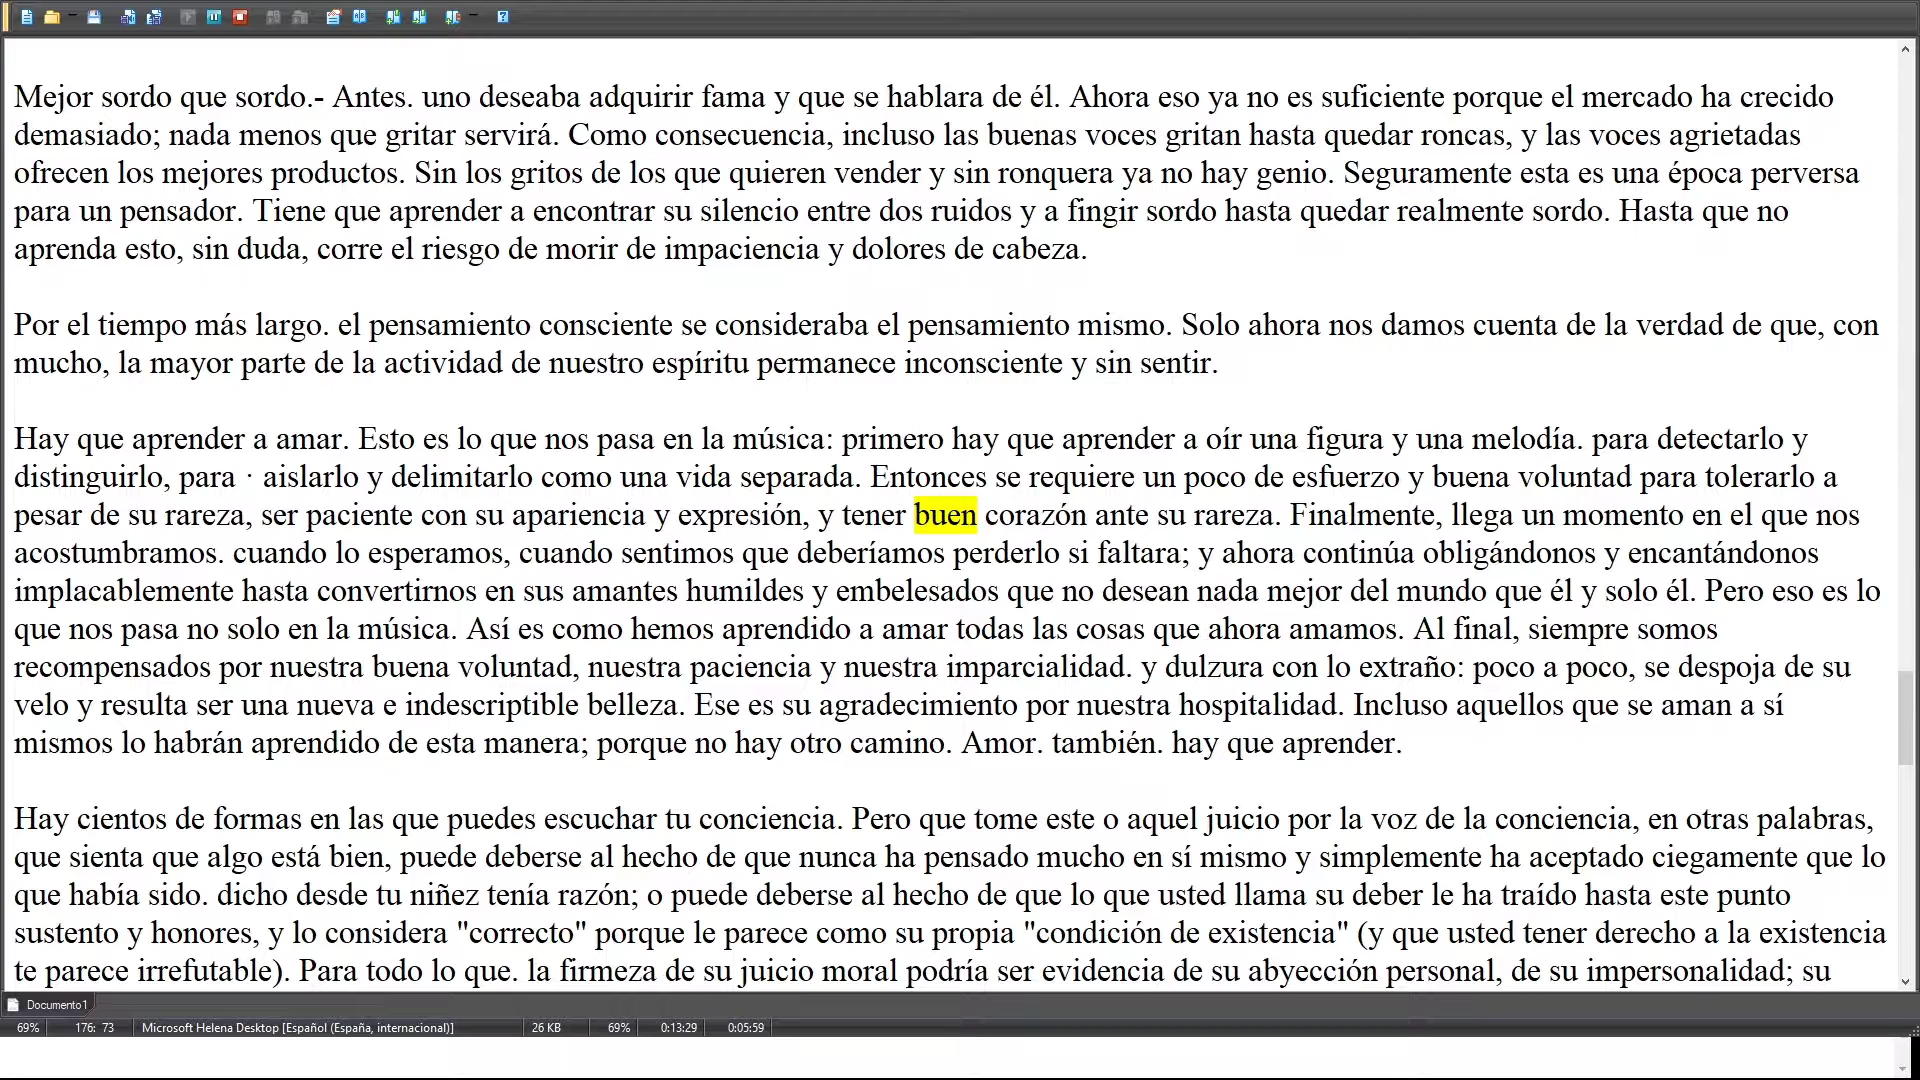 Mejor sordo que sordo.- Antes. uno deseaba adquirir fama y que se hablara de él. Ahora eso ya no es suficiente porque el mercado ha crecido
demasiado; nada menos que gritar servirá. Como consecuencia, incluso las buenas voces gritan hasta quedar roncas, y las voces agrietadas
ofrecen los mejores productos. Sin los gritos de los que quieren vender y sin ronquera ya no hay genio. Seguramente esta es una época perversa
para un pensador. Tiene que aprender a encontrar su silencio entre dos ruidos y a fingir sordo hasta quedar realmente sordo. Hasta que no
aprenda esto, sin duda, corre el riesgo de morir de impaciencia y dolores de cabeza.
Por el tiempo más largo. el pensamiento consciente se consideraba el pensamiento mismo. Solo ahora nos damos cuenta de la verdad de que, con
mucho, la mayor parte de la actividad de nuestro espíritu permanece inconsciente y sin sentir.
Hay que aprender a amar. Esto es lo que nos pasa en la música: primero hay que aprender a oír una figura y una melodía. para detectarlo y
distinguirlo, para · aislarlo y delimitarlo como una vida separada. Entonces se requiere un poco de esfuerzo y buena voluntad para tolerarlo a
pesar de su rareza, ser paciente con su apariencia y expresión, y tener buen corazón ante su rareza. Finalmente, llega un momento en el que nos
acostumbramos. cuando lo esperamos, cuando sentimos que deberíamos perderlo si faltara; y ahora continúa obligándonos y encantándonos
implacablemente hasta convertirnos en sus amantes humildes y embelesados que no desean nada mejor del mundo que él y solo él. Pero eso es lo
que nos pasa no solo en la música. Así es como hemos aprendido a amar todas las cosas que ahora amamos. Al final, siempre somos
recompensados por nuestra buena voluntad, nuestra paciencia y nuestra imparcialidad. y dulzura con lo extraño: poco a poco, se despoja de su
velo y resulta ser una nueva e indescriptible belleza. Ese es su agradecimiento por nuestra hospitalidad. Incluso aquellos que se aman a sí
mismos lo habrán aprendido de esta manera; porque no hay otro camino. Amor. también. hay que aprender.
Hay cientos de formas en las que puedes escuchar tu conciencia. Pero que tome este o aquel juicio por la voz de la conciencia, en otras palabras,
que sienta que algo está bien, puede deberse al hecho de que nunca ha pensado mucho en sí mismo y simplemente ha aceptado ciegamente que lo
que había sido. dicho desde tu niñez tenía razón; o puede deberse al hecho de que lo que usted llama su deber le ha traído hasta este punto
sustento y honores, y lo considera "correcto" porque le parece como su propia "condición de existencia" (y que usted tener derecho a la existencia
te parece irrefutable). Para todo lo que. la firmeza de su juicio moral podría ser evidencia de su abyección personal, de su impersonalidad; su
Documento1
69% 176: 73 Microsoft Helena Desktop [Español (España, internacional)] 26 KB 69% 0:13:29 0:05:59